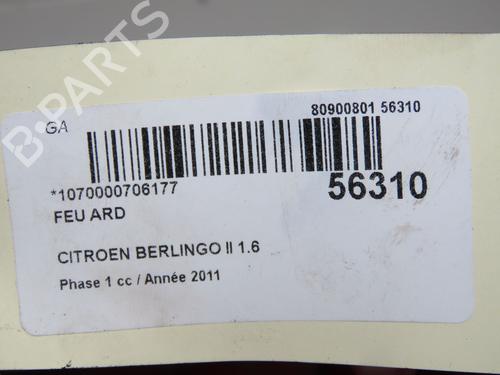 B-PARTS
80900801 56310
GA
*1070000706177
56310
FEU ARD
CITROEN BERLINGO II 1.6
Phase 1 cc / Année 2011